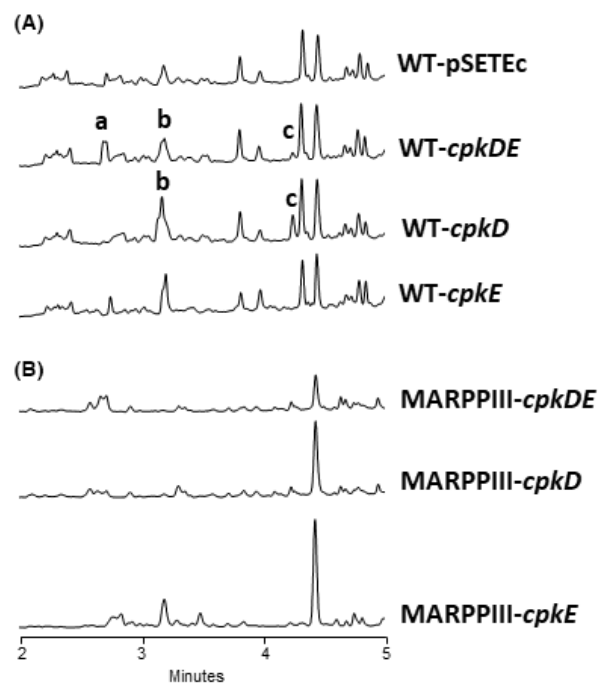 (A)
WT-pSETEc
a b c WT-cpkDE
b c WT-cpkD
WT-cpkE
(B)
MARPPIII-cpkDE
MARPPIII-cpkD
MARPPIII-cpkE
2 3 4 5
Minutes